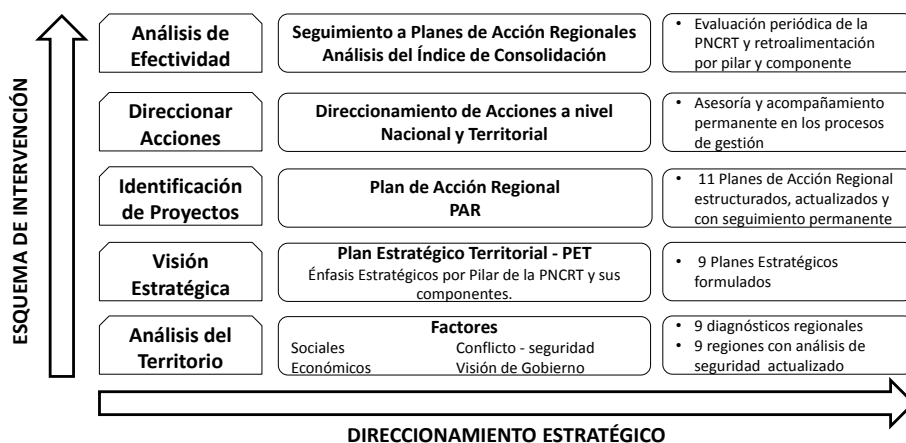 ESQUEMA DE INTERVENCIÓN
Análisis de
Efectividad
Seguimiento a Planes de Acción Regionales
Análisis del Índice de Consolidación
• Evaluación periódica de la
PNCRT y retroalimentación
por pilar y componente
Direccionar
Acciones
Direccionamiento de Acciones a nivel
Nacional y Territorial
• Asesoría y acompañamiento
permanente en los procesos
de gestión
Identificación
de Proyectos
Plan de Acción Regional
PAR
• 11 Planes de Acción Regional
estructurados, actualizados y
con seguimiento permanente
Visión
Estratégica
Plan Estratégico Territorial - PET
Énfasis Estratégicos por Pilar de la PNCRT y sus
componentes.
• 9 Planes Estratégicos
formulados
Análisis del
Territorio
Factores
Sociales Conflicto - seguridad
Económicos Visión de Gobierno
• 9 diagnósticos regionales
• 9 regiones con análisis de
seguridad actualizado
DIRECCIONAMIENTO ESTRATÉGICO